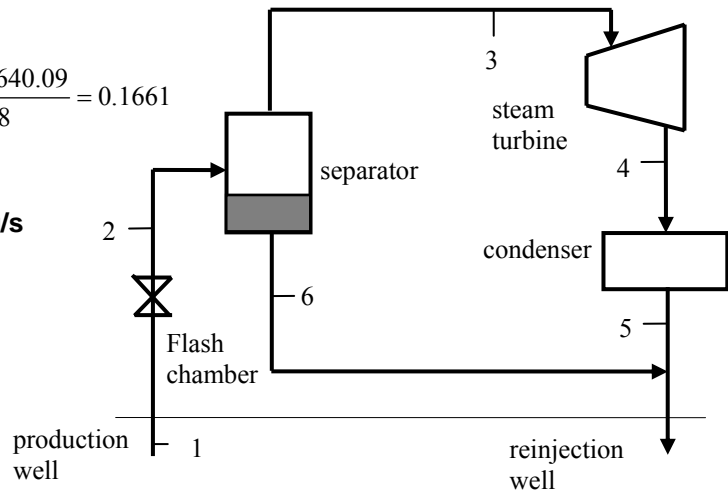 640.09
8
= 0.1661
/s
3
steam
turbine
separator
4
2
condenser
6
5
Flash
chamber
production
well
1
reinjection
well